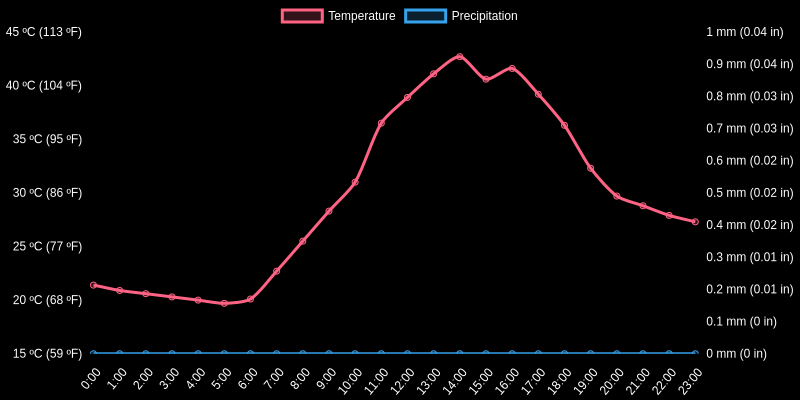 Temperature Precipitation
45 ºC (113 ºF) 1 mm (0.04 in)
0.9 mm (0.04 in)
40 ºC (104 ºF) 0.8 mm (0.03 in)
35 ºC (95 ºF) 0.7 mm (0.03 in)
0.6 mm (0.02 in)
30 ºC (86 ºF) 0.5 mm (0.02 in)
0.4 mm (0.02 in)
25 ºC (77 ºF) 0.3 mm (0.01 in)
20 ºC (68 ºF) 0.2 mm (0.01 in)
0.1 mm (0 in)
15 ºC (59 ºF) 0 mm (0 in)
0:00 1:00 2:00 3:00 4:00 5:00 6:00 7:00 8:00 9:00 10:00 11:00 12:00 13:00 14:00 15:00 16:00 17:00 18:00 19:00 20:00 21:00 22:00 23:00